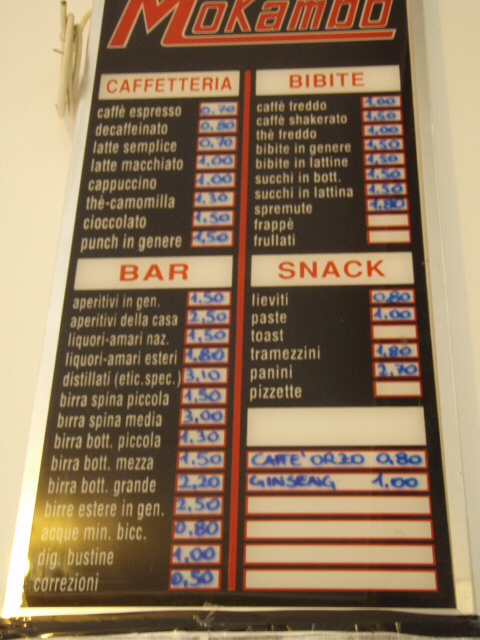 Mokambo
CAFFETTERIA
caffè espresso 0,70
decaffeinato 0,80
latte semplice 0,70
latte macchiato 1,00
cappuccino 1,00
thè-camomilla 1,30
cioccolato 1,50
punch in genere 1,50
BIBITE
caffè freddo 1,00
caffè shakerato 1,50
thè freddo 1,00
bibite in genere 1,50
bibite in lattine 1,50
succhi in bott. 1,50
succhi in lattina 1,50
spremute 1,80
frappè
frullati
BAR
aperitivi in gen. 1,50
aperitivi della casa 2,50
liquori-amari naz. 1,50
liquori-amari esteri 1,80
distillati (etic.spec.) 3,10
birra spina piccola 1,50
birra spina media 3,00
birra bott. piccola 1,30
birra bott. mezza 1,50
birra bott. grande 2,20
birre estere in gen. 2,50
acque min. bicc. 0,80
dig. bustine 1,00
correzioni 0,50
SNACK
lieviti 0,80
paste 1,00
toast
tramezzini 1,80
panini 2,70
pizzette
CAFFE' ORZO 0,80
GINSENG 1,00